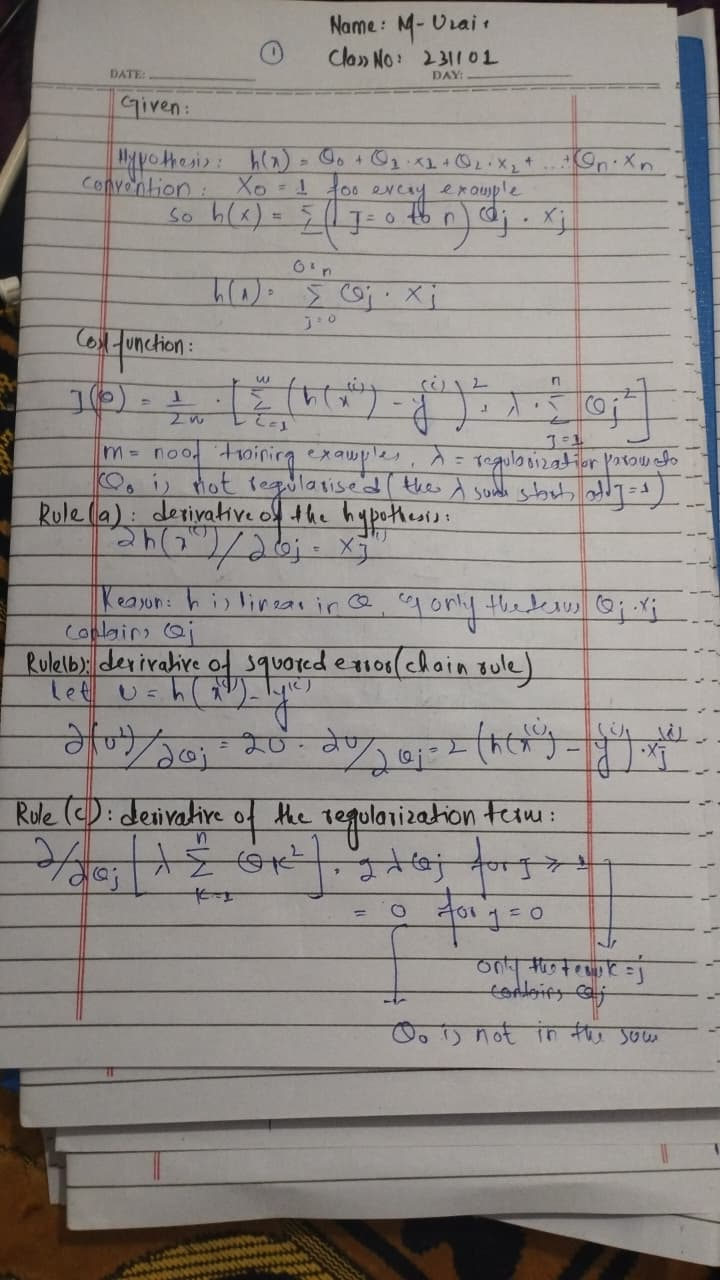 Name: M-Uzair
Class No: 231101
①
DATE: DAY:
Given:
Hypothesis: h(x) = θ₀ + θ₁·x₁ + θ₂·x₂ + ... + θn·xn
Convention: X₀ = 1 for every example
so h(x) = Σ (J=0 to n) θj · xj
h(x) = Σ θj · xj
j=0
Cost function:
J(θ) = 1/2m · [ Σ i=1 m (h(x⁽ⁱ⁾) - y⁽ⁱ⁾)² + λ · Σ J=1 n θj² ]
m = no of training examples, λ = regularization parameter
θ₀ is not regularised (the λ sum starts at J=1)
Rule (a): derivative of the hypothesis:
∂h(x⁽ⁱ⁾)/∂θj = xj⁽ⁱ⁾
Reason: h is linear in θ, only the term θj·xj
contains θj
Rule(b): derivative of squared error (chain rule)
let U = h(x⁽ⁱ⁾) - y⁽ⁱ⁾
∂(U²)/∂θj = 2U · ∂U/∂θj = 2 (h(x⁽ⁱ⁾) - y⁽ⁱ⁾) · xj⁽ⁱ⁾
Rule (c): derivative of the regularization term:
∂/∂θj [ λ Σ K=1 n θK² ] = 2λθj for J ≥ 1
= 0 for j = 0
only the term k = j
contains θj
θ₀ is not in the sum